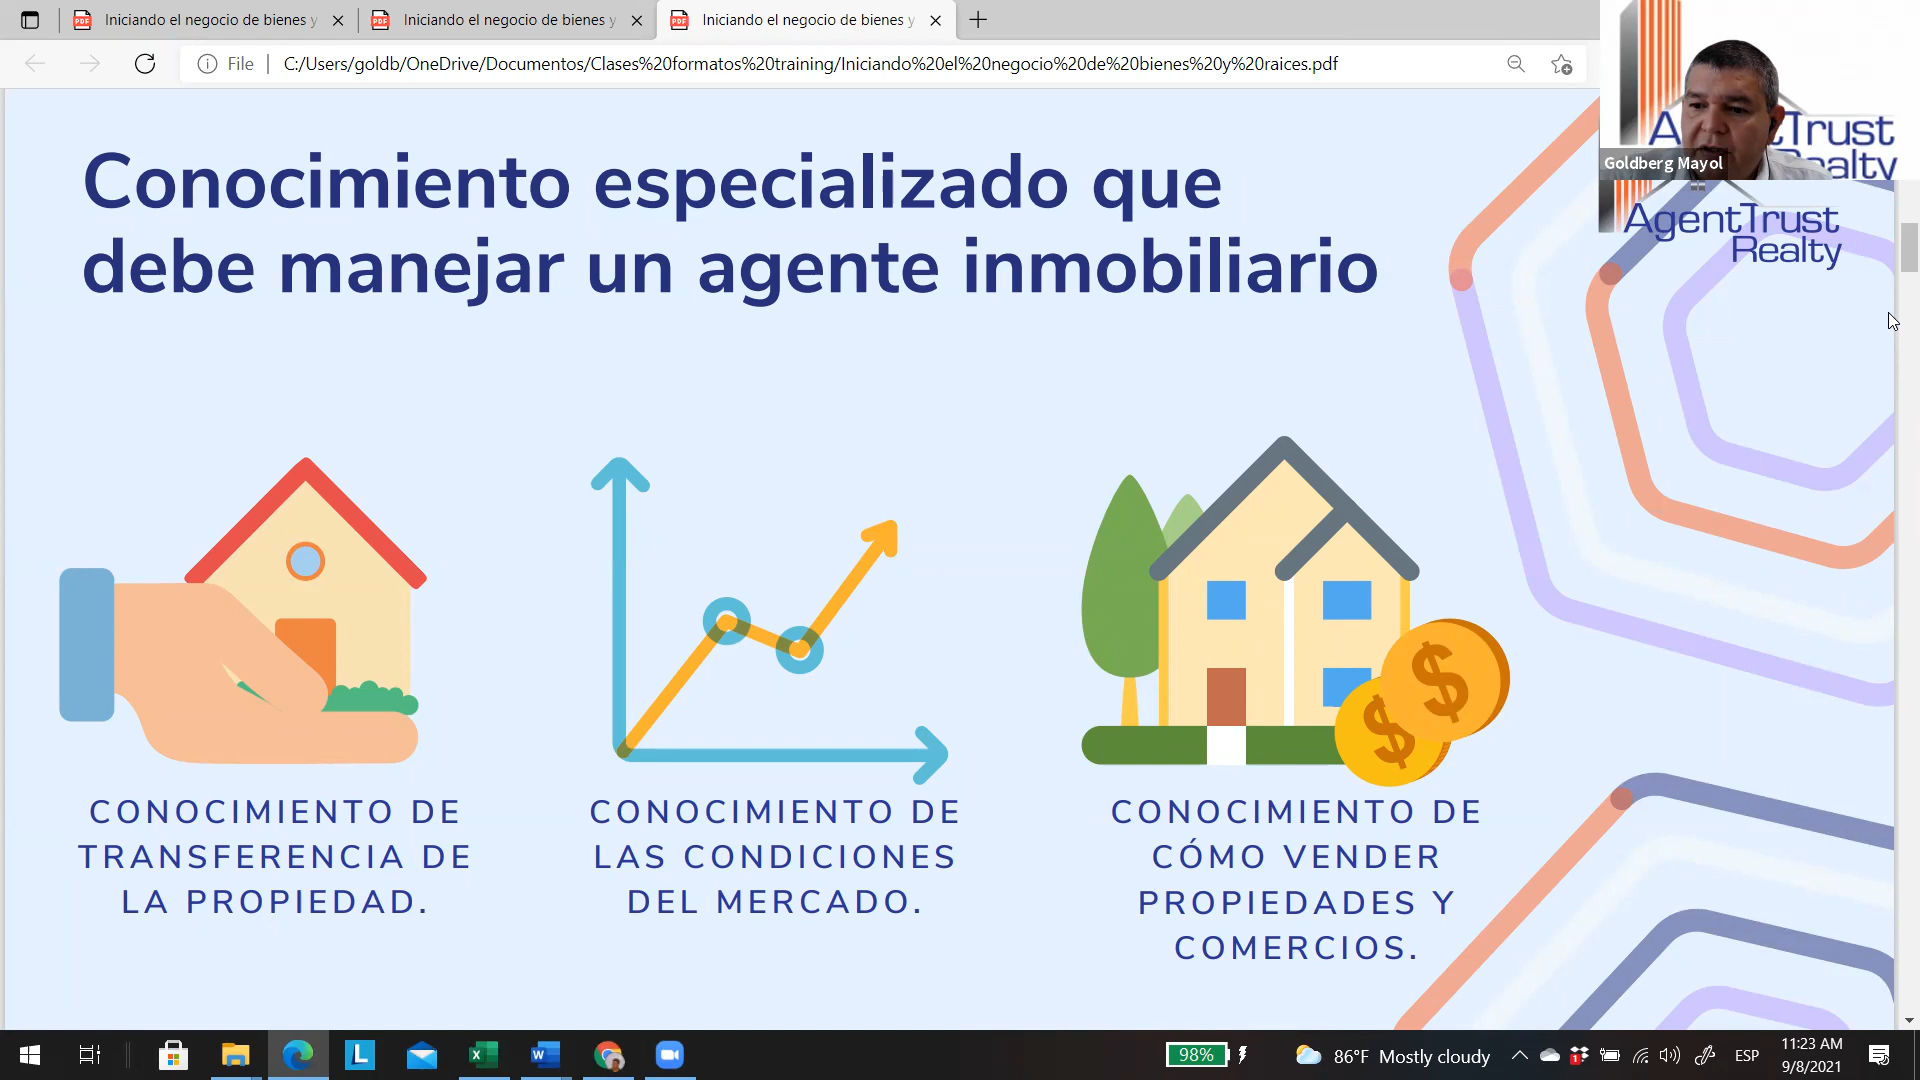 Iniciando el negocio de bienes y
Iniciando el negocio de bienes y
Iniciando el negocio de bienes y
File
C:/Users/goldb/OneDrive/Documentos/Clases%20formatos%20training/Iniciando%20el%20negocio%20de%20bienes%20y%20raices.pdf
Goldberg Mayol
AgentTrust
Realty
Conocimiento especializado que
debe manejar un agente inmobiliario
$
$
CONOCIMIENTO DE
TRANSFERENCIA DE
LA PROPIEDAD.
CONOCIMIENTO DE
LAS CONDICIONES
DEL MERCADO.
CONOCIMIENTO DE
CÓMO VENDER
PROPIEDADES Y
COMERCIOS.
98%
86°F Mostly cloudy
ESP
11:23 AM
9/8/2021